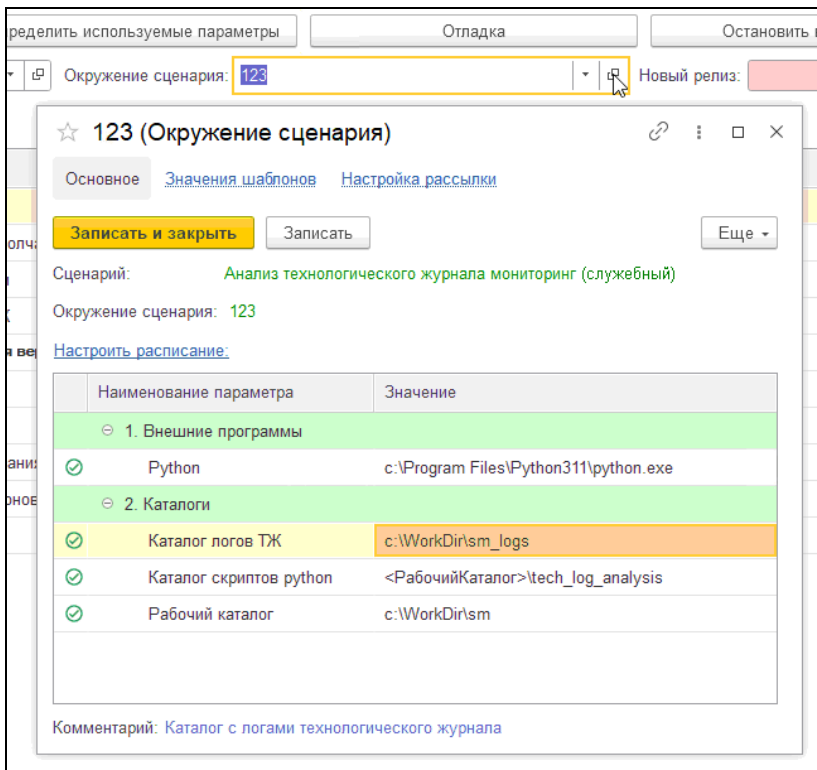 ределить используемые параметры Отладка Остановить
Окружение сценария: 123 Новый релиз:
123 (Окружение сценария)
Основное Значения шаблонов Настройка рассылки
Записать и закрыть Записать Еще
Сценарий: Анализ технологического журнала мониторинг (служебный)
Окружение сценария: 123
Настроить расписание:
Наименование параметра Значение
1. Внешние программы
Python c:\Program Files\Python311\python.exe
2. Каталоги
Каталог логов ТЖ c:\WorkDir\sm_logs
Каталог скриптов python <РабочийКаталог>\tech_log_analysis
Рабочий каталог c:\WorkDir\sm
Комментарий: Каталог с логами технологического журнала